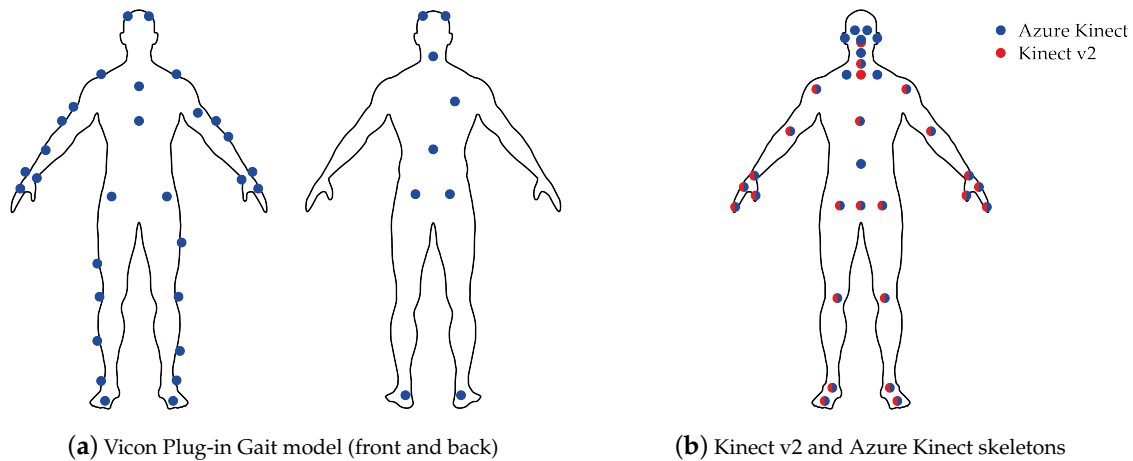 Azure Kinect
Kinect v2
(a) Vicon Plug-in Gait model (front and back)
(b) Kinect v2 and Azure Kinect skeletons